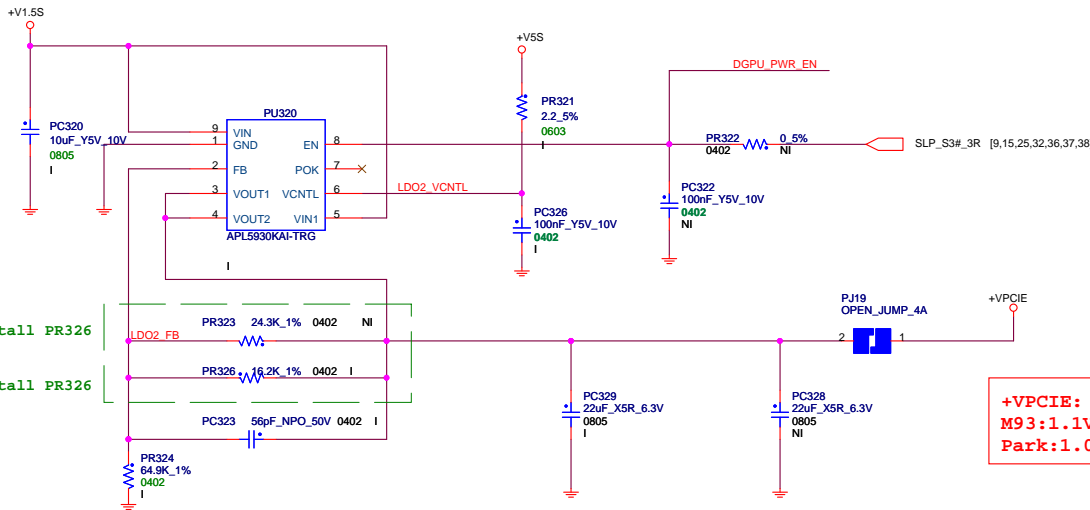 +V1.5S
+V5S
DGPU_PWR_EN
PC320
10uF_Y5V_10V
0805
I
PU320
9 VIN
1 GND
2 FB
3 VOUT1
4 VOUT2
EN 8
POK 7
VCNTL 6
VIN1 5
APL5930KAI-TRG
I
LDO2_VCNTL
PR321
2.2_5%
0603
I
PC326
100nF_Y5V_10V
0402
I
PR322 0_5%
0402 NI
SLP_S3#_3R [9,15,25,32,36,37,38
PC322
100nF_Y5V_10V
0402
NI
tall PR326
PR323 24.3K_1% 0402 NI
LDO2_FB
tall PR326
PR326 16.2K_1% 0402 I
PC323 56pF_NPO_50V 0402 I
PR324
64.9K_1%
0402
I
PC329
22uF_X5R_6.3V
0805
I
PC328
22uF_X5R_6.3V
0805
NI
PJ19
OPEN_JUMP_4A
2 1
+VPCIE
+VPCIE:
M93:1.1V
Park:1.0